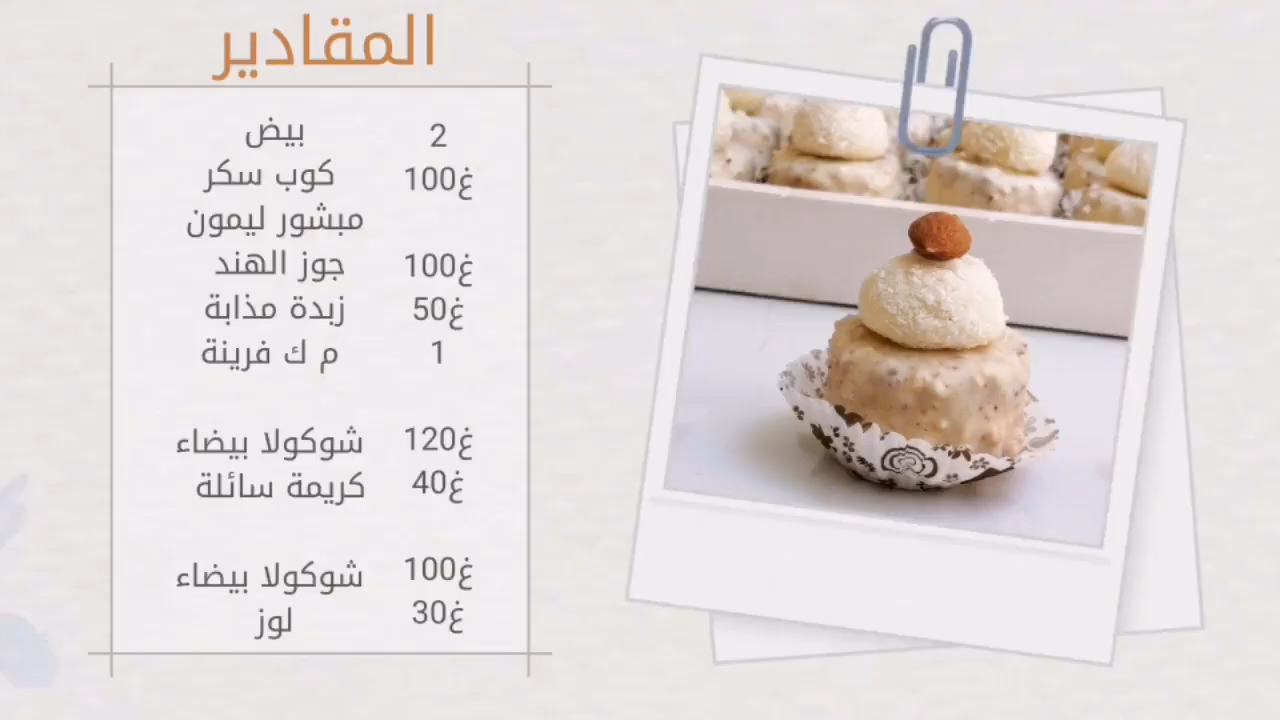 المقادير
2 بيض
100غ كوب سكر
مبشور ليمون
100غ جوز الهند
50غ زبدة مذابة
1 م ك فرينة
120غ شوكولا بيضاء
40غ كريمة سائلة
100غ شوكولا بيضاء
30غ لوز